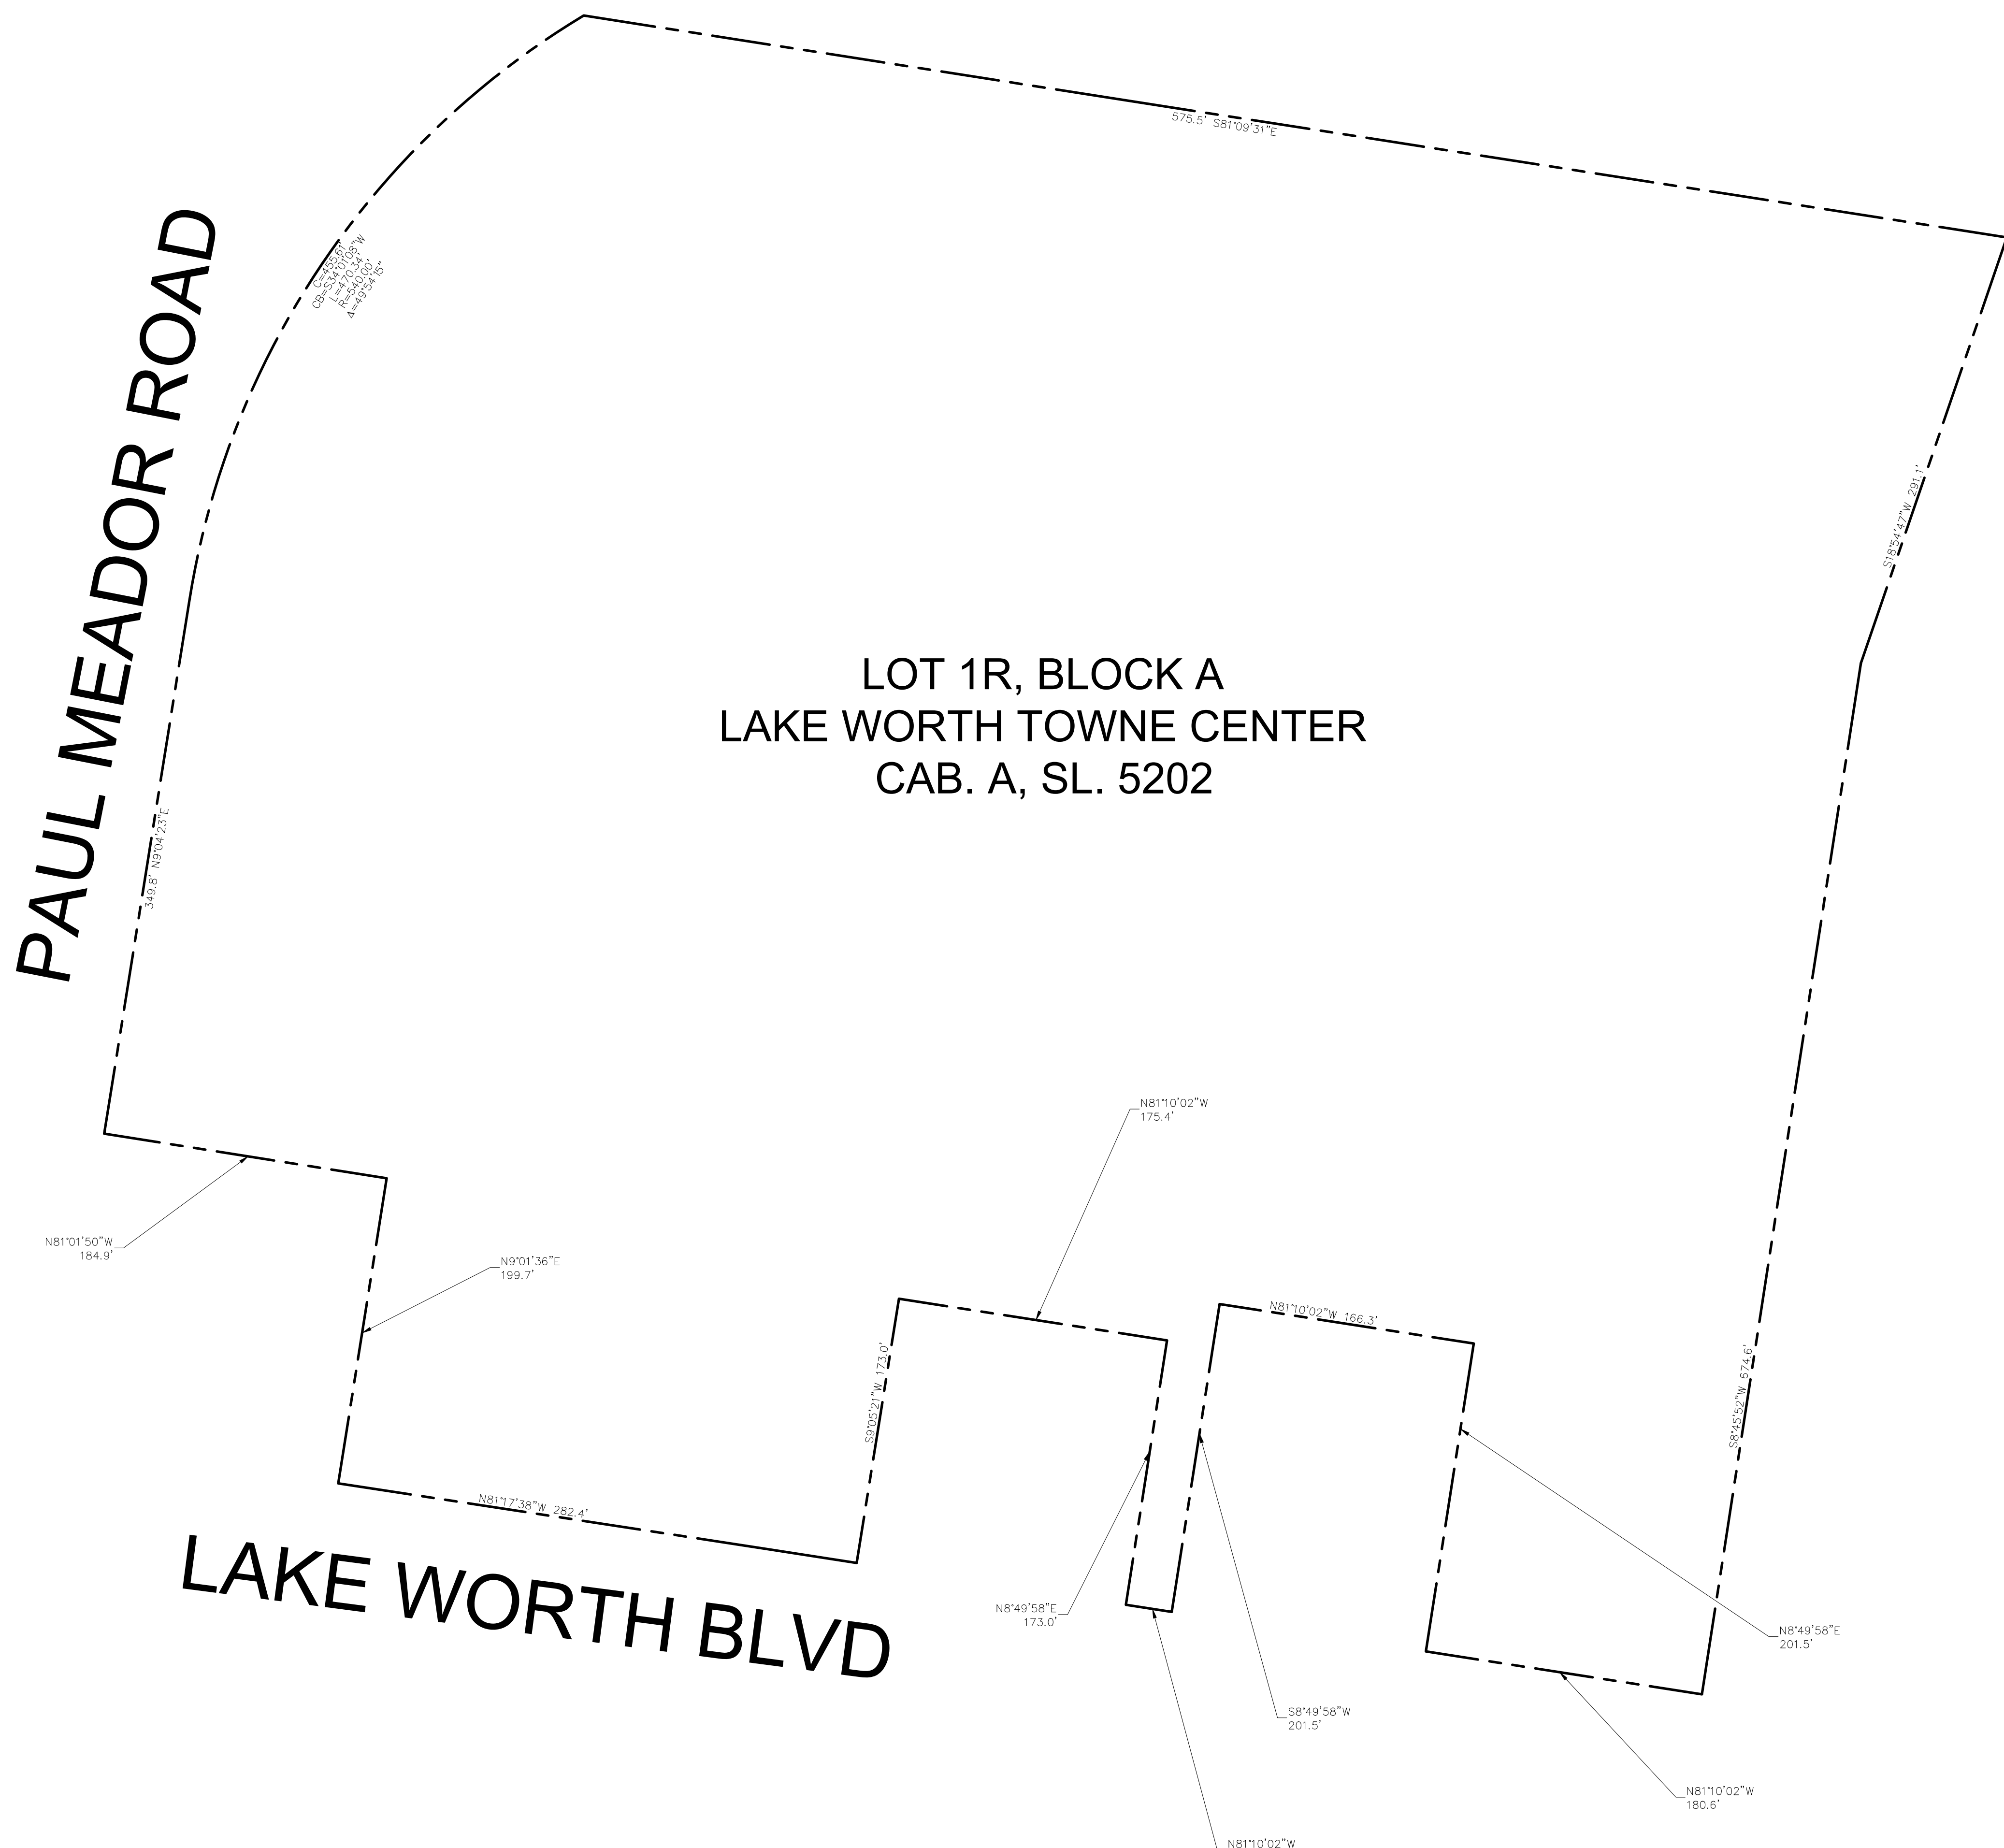 575.5' S81°09'31"E
C=455.61'
CB=S34°01'08"W
L=470.34'
R=540.00'
Δ=49°54'15"
PAUL MEADOR ROAD
S18°54'47"W 291.1'
LOT 1R, BLOCK A
LAKE WORTH TOWNE CENTER
CAB. A, SL. 5202
349.8' N9°04'23"E
N81°10'02"W
175.4'
N81°01'50"W
184.9'
N9°01'36"E
199.7'
N81°10'02"W 166.3'
S9°05'21"W 173.0'
S8°45'52"W 674.6'
N81°17'38"W 282.4'
LAKE WORTH BLVD
N8°49'58"E
173.0'
N8°49'58"E
201.5'
S8°49'58"W
201.5'
N81°10'02"W
180.6'
N81°10'02"W